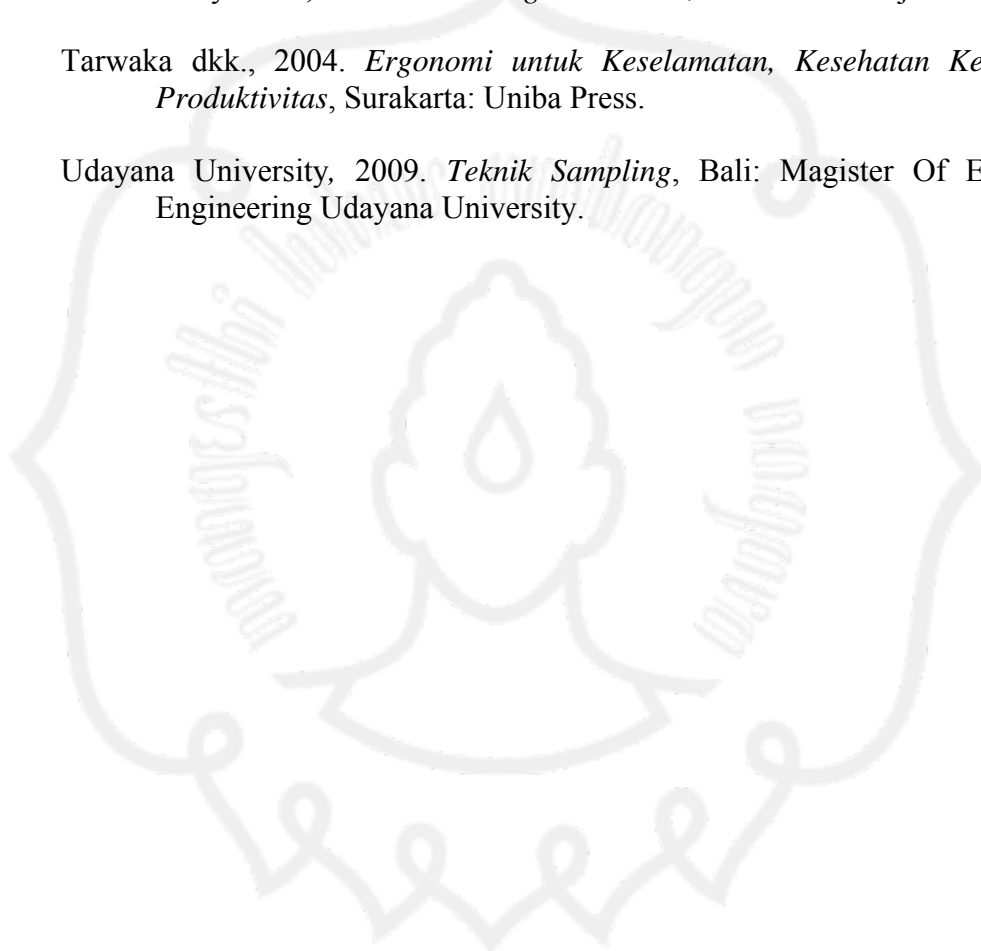 Tarwaka dkk., 2004. Ergonomi untuk Keselamatan, Kesehatan Ke
Produktivitas, Surakarta: Uniba Press.
Udayana University, 2009. Teknik Sampling, Bali: Magister Of E
Engineering Udayana University.